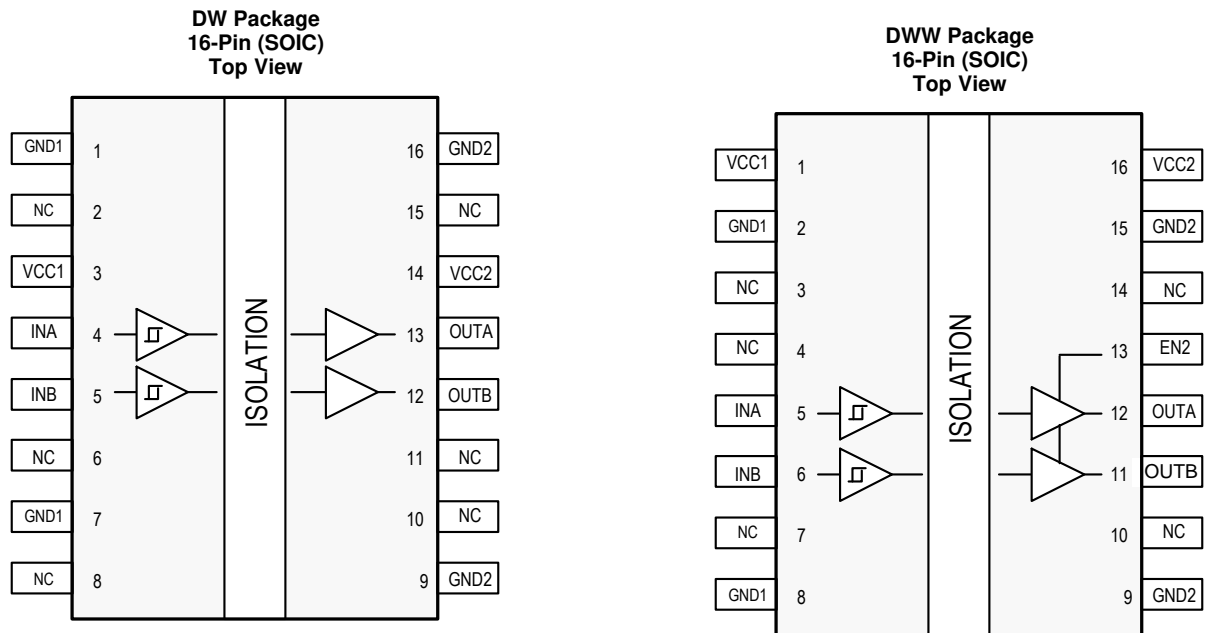 DW Package
16-Pin (SOIC)
Top View
GND1 1 16 GND2
NC 2 15 NC
VCC1 3 14 VCC2
INA 4 13 OUTA
INB 5 12 OUTB
NC 6 11 NC
GND1 7 10 NC
NC 8 9 GND2
ISOLATION
DWW Package
16-Pin (SOIC)
Top View
VCC1 1 16 VCC2
GND1 2 15 GND2
NC 3 14 NC
NC 4 13 EN2
INA 5 12 OUTA
INB 6 11 OUTB
NC 7 10 NC
GND1 8 9 GND2
ISOLATION